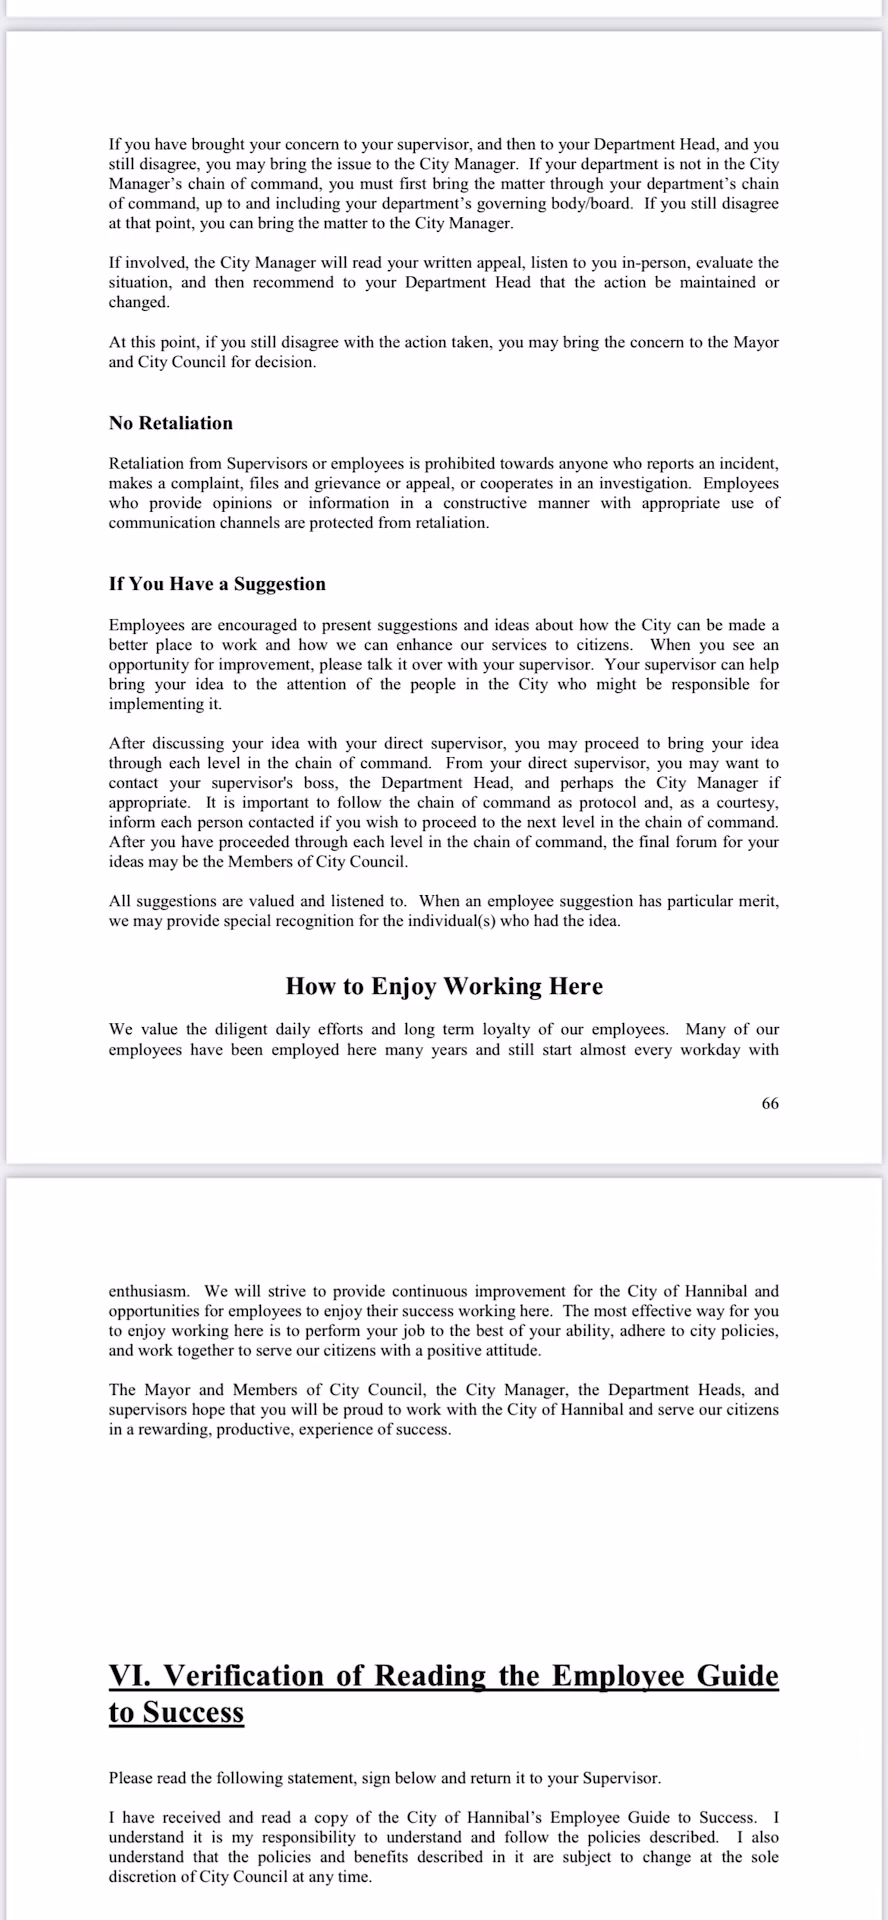 If you have brought your concern to your supervisor, and then to your Department Head, and you
still disagree, you may bring the issue to the City Manager.  If your department is not in the City
Manager’s chain of command, you must first bring the matter through your department’s chain
of command, up to and including your department’s governing body/board.  If you still disagree
at that point, you can bring the matter to the City Manager.
If involved, the City Manager will read your written appeal, listen to you in-person, evaluate the
situation, and then recommend to your Department Head that the action be maintained or
changed.
At this point, if you still disagree with the action taken, you may bring the concern to the Mayor
and City Council for decision.
No Retaliation
Retaliation from Supervisors or employees is prohibited towards anyone who reports an incident,
makes a complaint, files and grievance or appeal, or cooperates in an investigation.  Employees
who provide opinions or information in a constructive manner with appropriate use of
communication channels are protected from retaliation.
If You Have a Suggestion
Employees are encouraged to present suggestions and ideas about how the City can be made a
better place to work and how we can enhance our services to citizens.  When you see an
opportunity for improvement, please talk it over with your supervisor.  Your supervisor can help
bring your idea to the attention of the people in the City who might be responsible for
implementing it.
After discussing your idea with your direct supervisor, you may proceed to bring your idea
through each level in the chain of command.  From your direct supervisor, you may want to
contact your supervisor's boss, the Department Head, and perhaps the City Manager if
appropriate.  It is important to follow the chain of command as protocol and, as a courtesy,
inform each person contacted if you wish to proceed to the next level in the chain of command.
After you have proceeded through each level in the chain of command, the final forum for your
ideas may be the Members of City Council.
All suggestions are valued and listened to.  When an employee suggestion has particular merit,
we may provide special recognition for the individual(s) who had the idea.
How to Enjoy Working Here
We value the diligent daily efforts and long term loyalty of our employees.  Many of our
employees have been employed here many years and still start almost every workday with
66
enthusiasm.  We will strive to provide continuous improvement for the City of Hannibal and
opportunities for employees to enjoy their success working here.  The most effective way for you
to enjoy working here is to perform your job to the best of your ability, adhere to city policies,
and work together to serve our citizens with a positive attitude.
The Mayor and Members of City Council, the City Manager, the Department Heads, and
supervisors hope that you will be proud to work with the City of Hannibal and serve our citizens
in a rewarding, productive, experience of success.
VI. Verification of Reading the Employee Guide
to Success
Please read the following statement, sign below and return it to your Supervisor.
I have received and read a copy of the City of Hannibal’s Employee Guide to Success.  I
understand it is my responsibility to understand and follow the policies described.  I also
understand that the policies and benefits described in it are subject to change at the sole
discretion of City Council at any time.